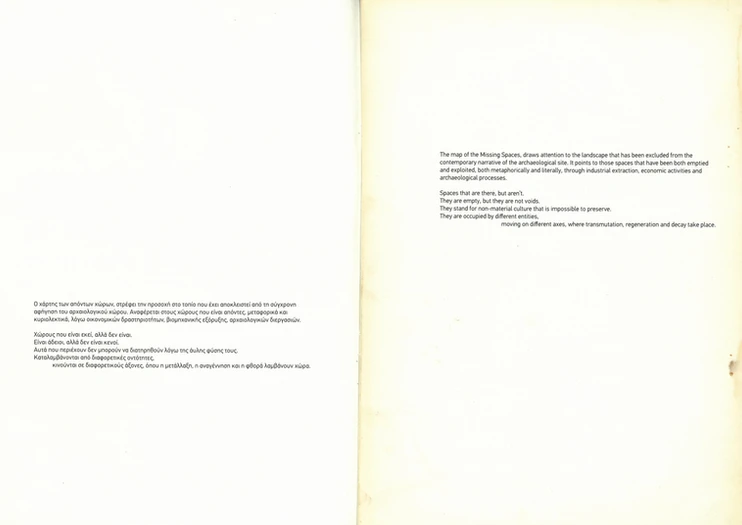 Ο χάρτης των απόντων χώρων, στρέφει την προσοχή στο τοπίο που έχει αποκλειστεί από τη σύγχρονη
αφήγηση του αρχαιολογικού χώρου. Αναφέρεται στους χώρους που είναι απόντες, μεταφορικά και
κυριολεκτικά, λόγω οικονομικών δραστηριοτήτων, βιομηχανικής εξόρυξης, αρχαιολογικών διεργασιών.
Χώρους που είναι εκεί, αλλά δεν είναι.
Είναι άδειοι, αλλά δεν είναι κενοί.
Αυτά που περιέχουν δεν μπορούν να διατηρηθούν λόγω της άυλης φύσης τους.
Καταλαμβάνονται από διαφορετικές οντότητες,
κινούνται σε διαφορετικούς άξονες, όπου η μετάλλαξη, η αναγέννηση και η φθορά λαμβάνουν χώρα.
The map of the Missing Spaces, draws attention to the landscape that has been excluded from the
contemporary narrative of the archaeological site. It points to those spaces that have been both emptied
and exploited, both metaphorically and literally, through industrial extraction, economic activities and
archaeological processes.
Spaces that are there, but aren't.
They are empty, but they are not voids.
They stand for non-material culture that is impossible to preserve.
They are occupied by different entities,
moving on different axes, where transmutation, regeneration and decay take place.